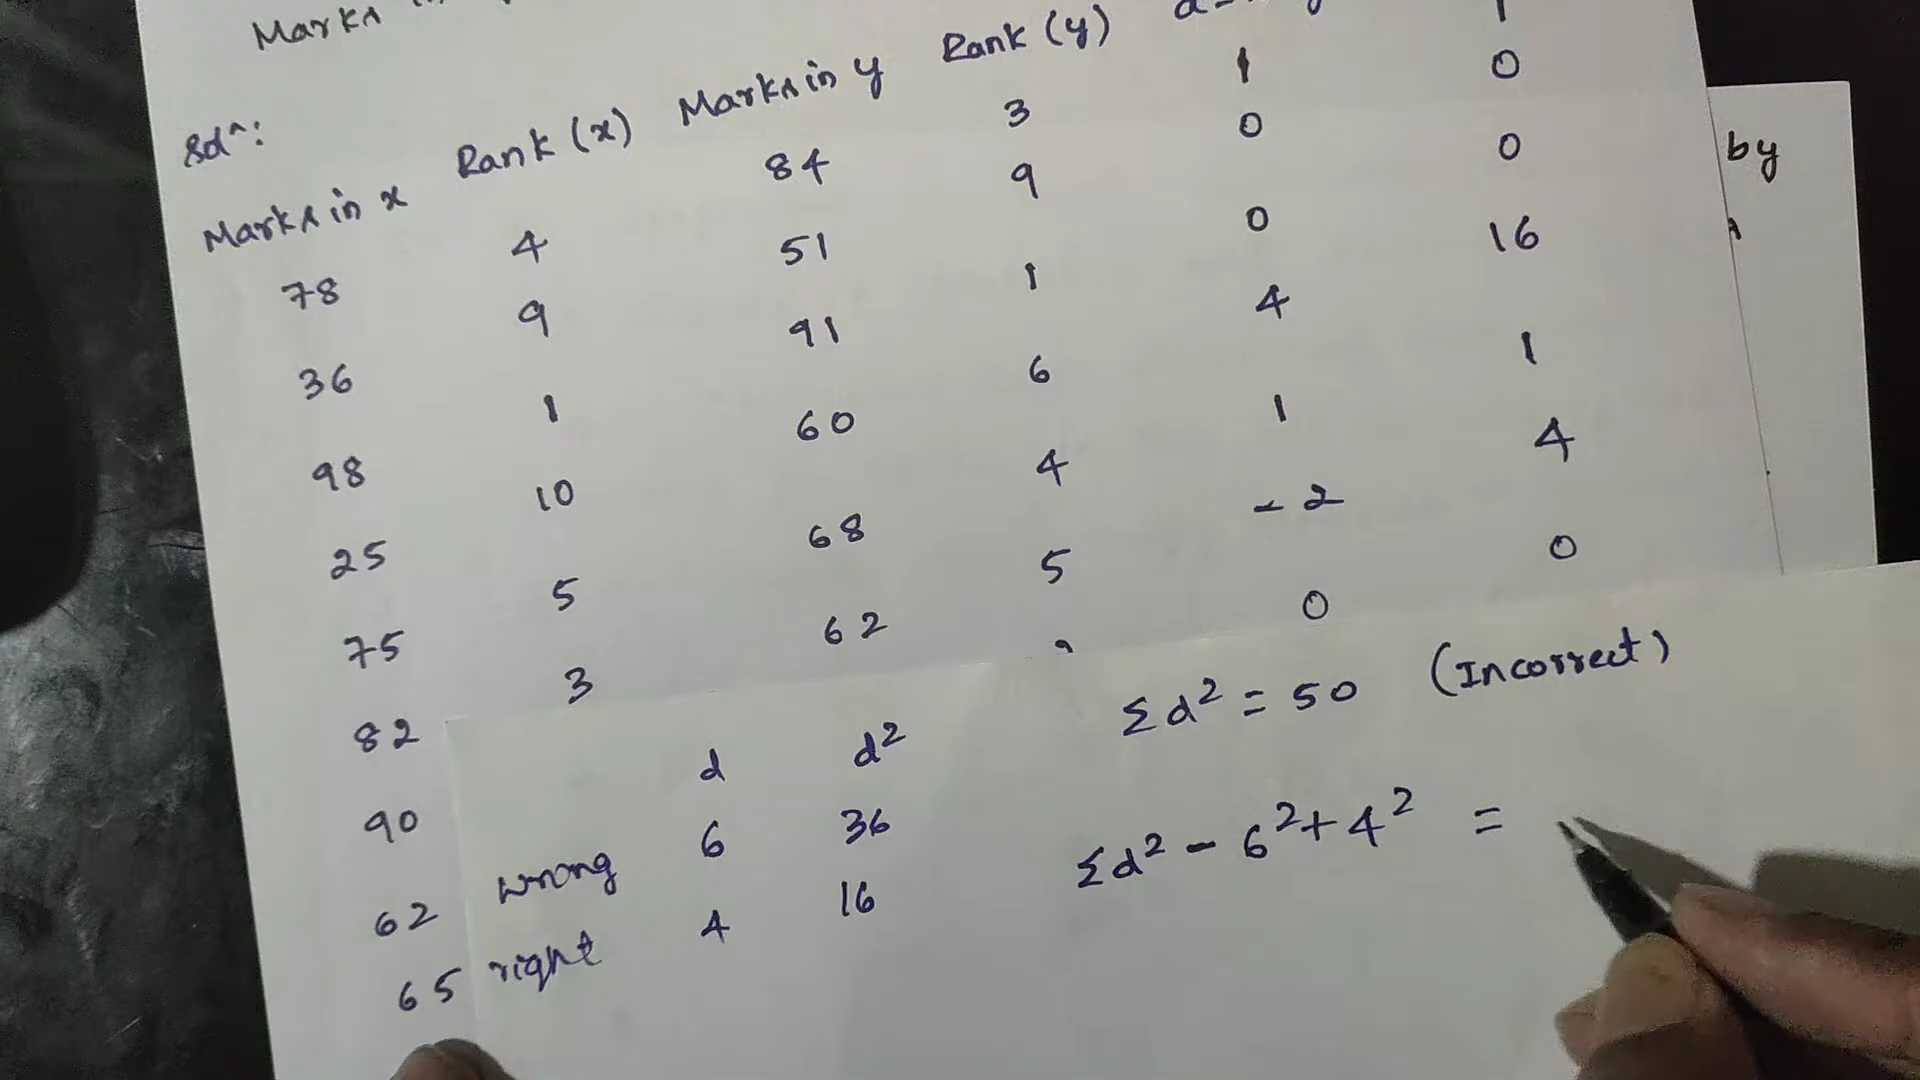 Marks in
Soln:
Marks in x Rank (x) Marks in y Rank (y)
78 4 84 3 1 1
36 9 51 9 0 0
98 1 91 1 0 0
25 10 60 6 4 16
75 5 68 4 1 1
82 3 62 5 -2 4
90 0 0
62
65
by
d d²
wrong 6 36
right 4 16
Σd² = 50 (Incorrect)
Σd² - 6² + 4² =